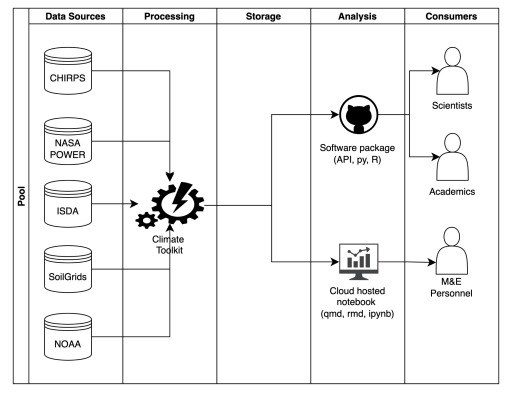 Data Sources
Processing
Storage
Analysis
Consumers
Pool
CHIRPS
NASA
POWER
ISDA
SoilGrids
NOAA
Climate
Toolkit
Software package
(API, py, R)
Cloud hosted
notebook
(qmd, rmd, ipynb)
Scientists
Academics
M&E
Personnel